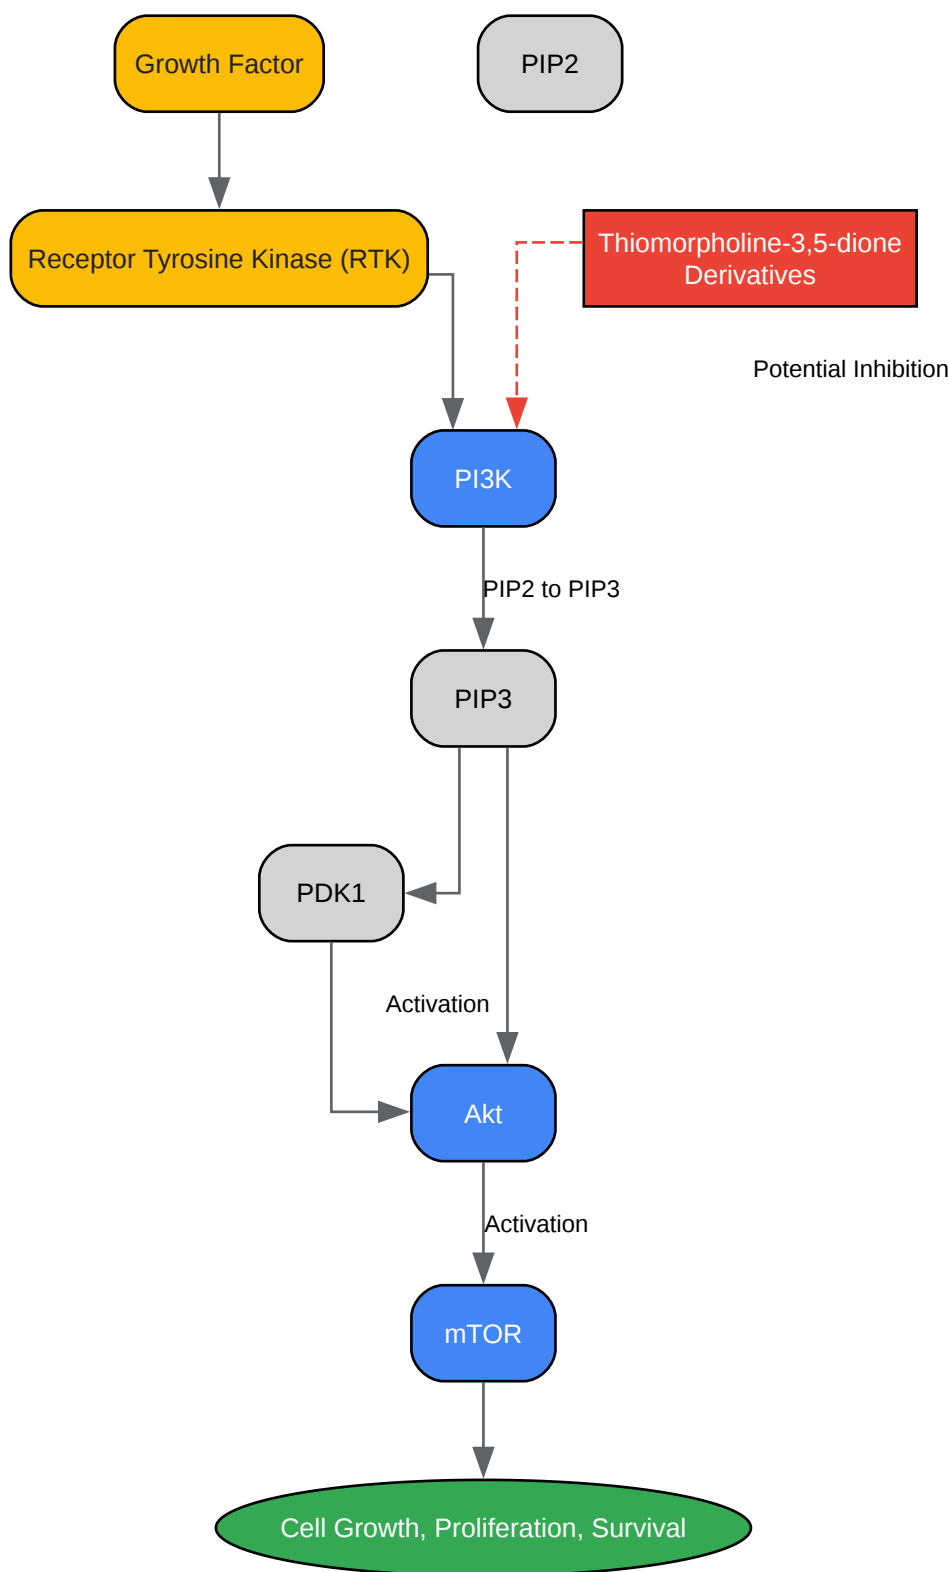 Growth Factor
PIP2
Receptor Tyrosine Kinase (RTK)
Thiomorpholine-3,5-dione
Derivatives
Potential Inhibition
PI3K
PIP2 to PIP3
PIP3
PDK1
Activation
Akt
Activation
mTOR
Cell Growth, Proliferation, Survival